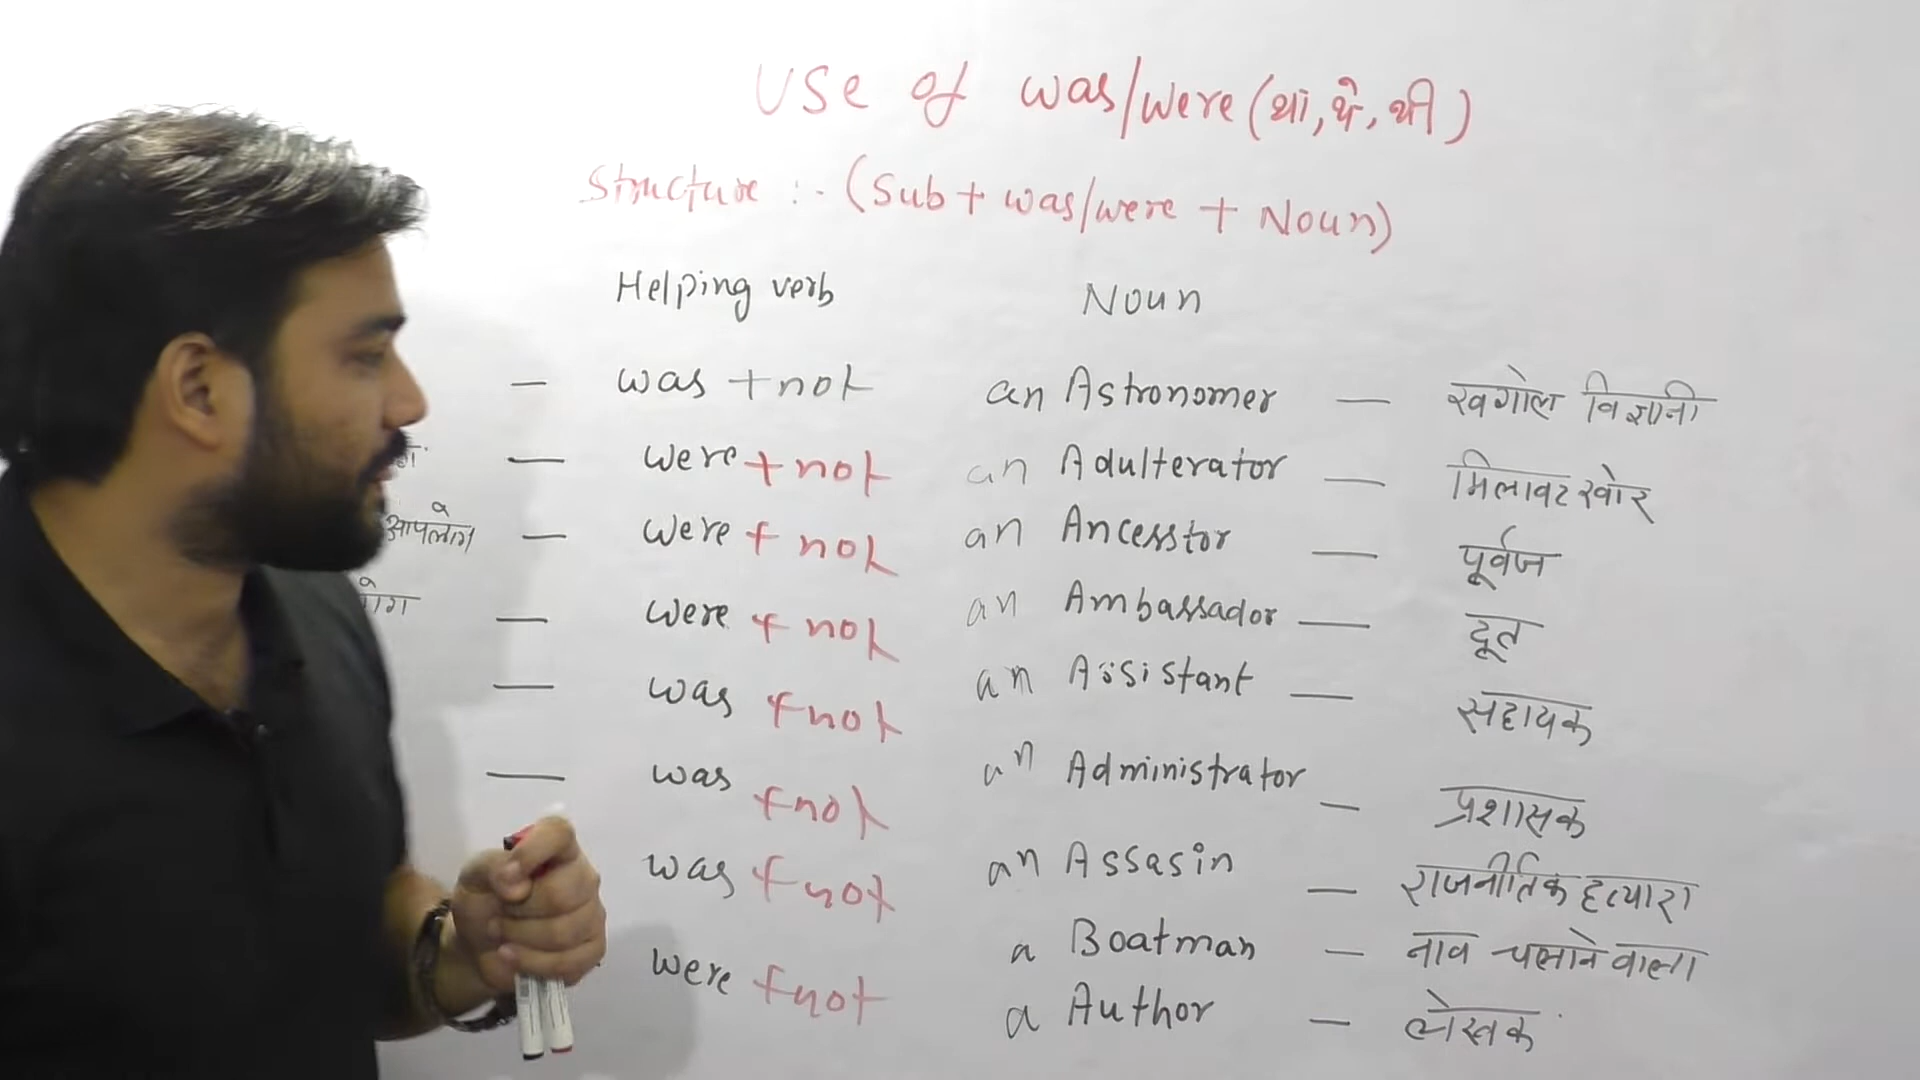 Use of was/were (था, थे, थी)
Structure :- (Sub + was/were + Noun)
Helping verb Noun
— was + not an Astronomer — खगोल विज्ञानी
— were + not an Adulterator — मिलावटखोर
आपलोग — were + not an Ancesstor — पूर्वज
— were + not an Ambassador — दूत
— was + not an Assistant — सहायक
— was + not an Administrator — प्रशासक
was + not an Assasin — राजनीतिक हत्यारा
were + not a Boatman — नाव चलाने वाला
a Author — लेखक